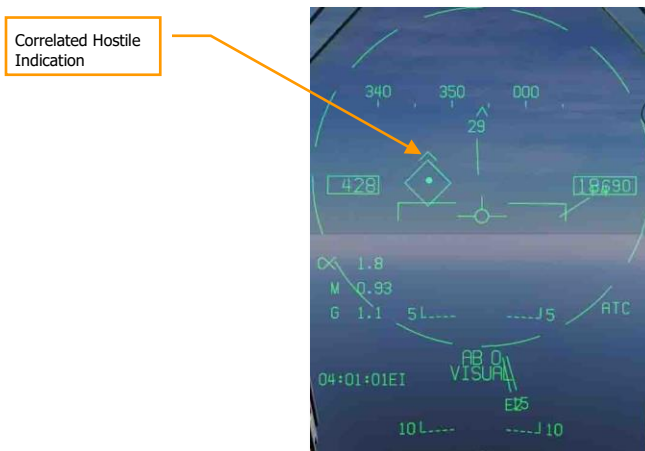 Correlated Hostile
Indication
340 350 000
29
428
18690
α 1.8
M 0.93
G 1.1
5 5
ATC
AB 0
VISUAL
04:01:01EI
10 10